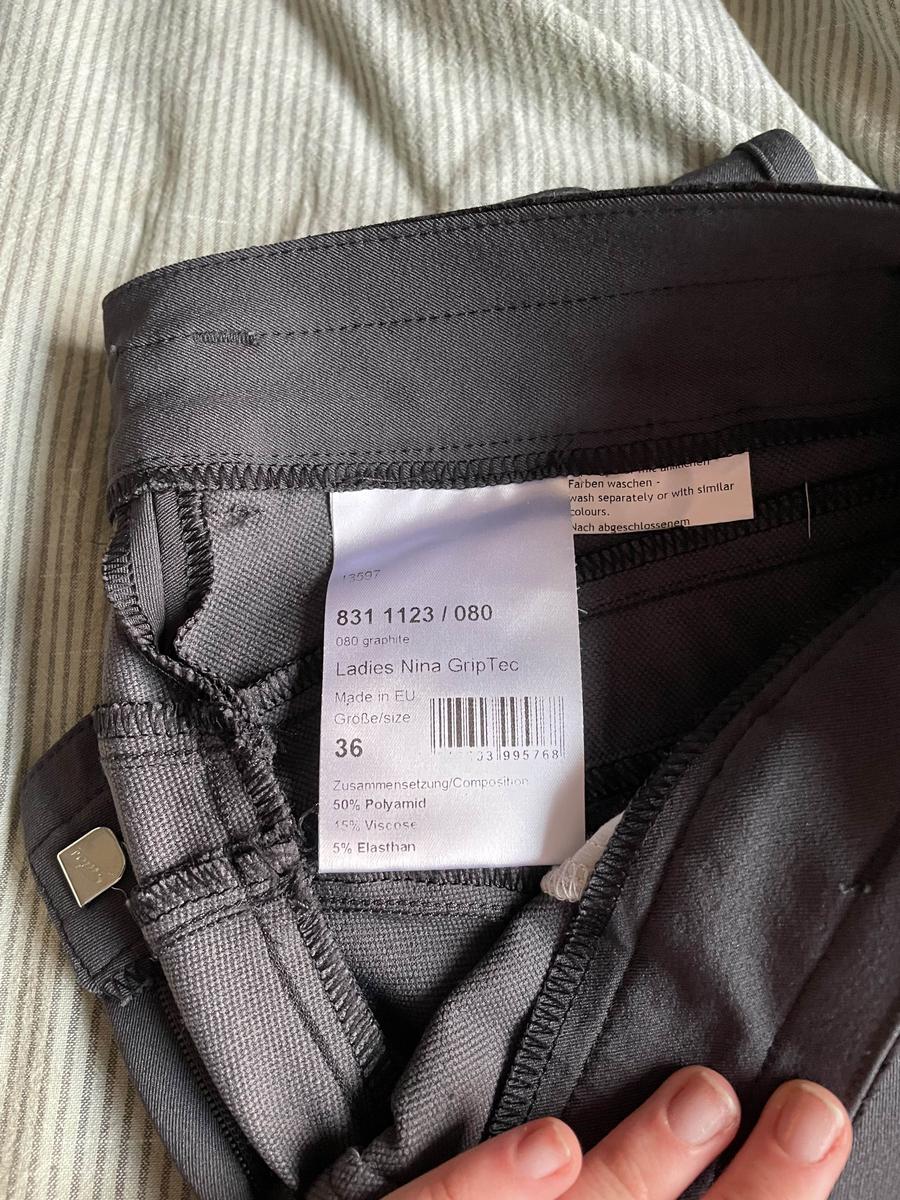 Farben waschen -
wash separately or with similar
colours.
Nach abgeschlossenem
13597
831 1123 / 080
080 graphite
Ladies Nina GripTec
Made in EU
Größe/size
36
995768
Zusammensetzung/Composition
50% Polyamid
Viscose
5% Elasthan